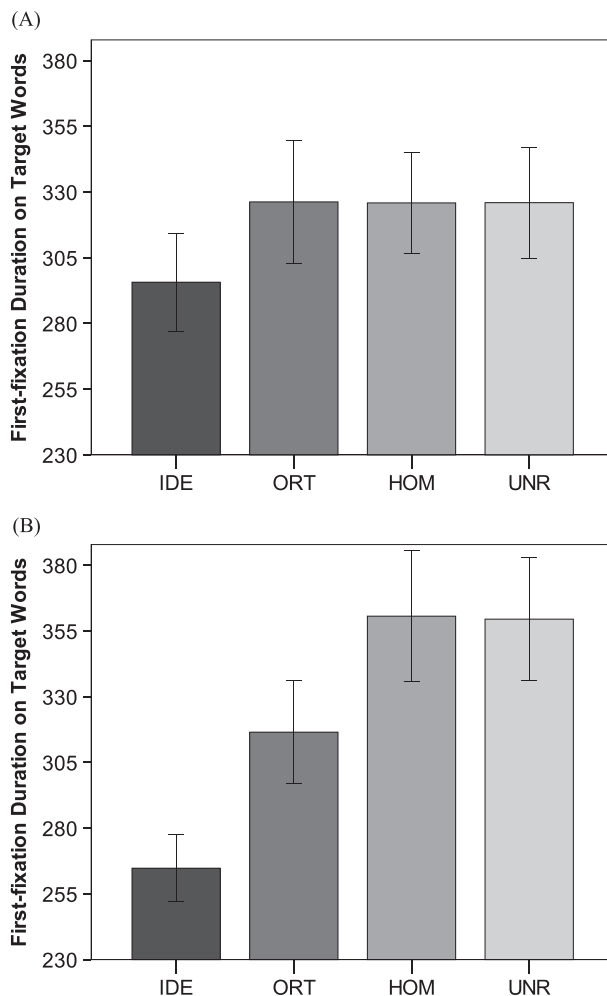 (A)
First-fixation Duration on Target Words
380
355
330
305
280
255
230
IDE ORT HOM UNR
(B)
First-fixation Duration on Target Words
380
355
330
305
280
255
230
IDE ORT HOM UNR